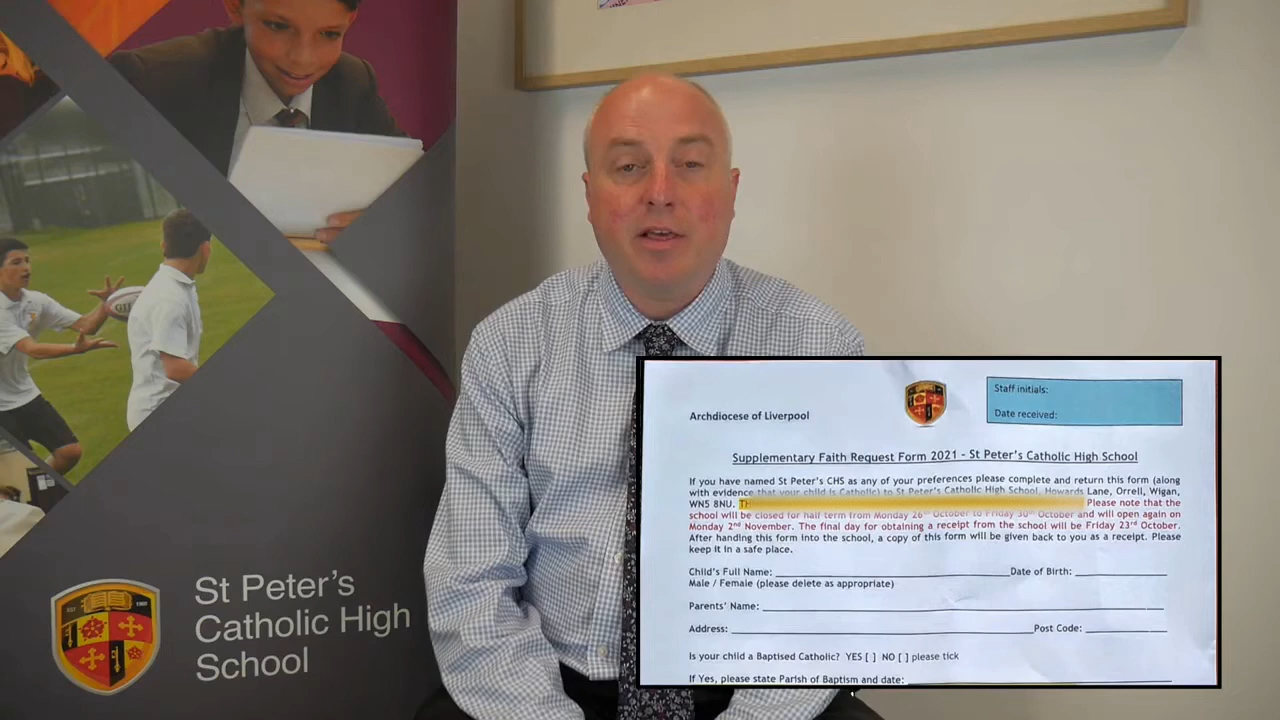 St Peter's
Catholic High
School
EST 1907
Archdiocese of Liverpool
Staff initials:
Date received:
Supplementary Faith Request Form 2021 - St Peter's Catholic High School
If you have named St Peter's CHS as any of your preferences please complete and return this form (along
with evidence that your child is Catholic) to St Peter's Catholic High School, Howards Lane, Orrell, Wigan,
WN5 8NU. Please note that the
school will be closed for half term from Monday 26th October to Friday 30th October and will open again on
Monday 2nd November. The final day for obtaining a receipt from the school will be Friday 23rd October.
After handing this form into the school, a copy of this form will be given back to you as a receipt. Please
keep it in a safe place.
Child's Full Name: Date of Birth:
Male / Female (please delete as appropriate)
Parents' Name:
Address: Post Code:
Is your child a Baptised Catholic? YES [ ] NO [ ] please tick
If Yes, please state Parish of Baptism and date: